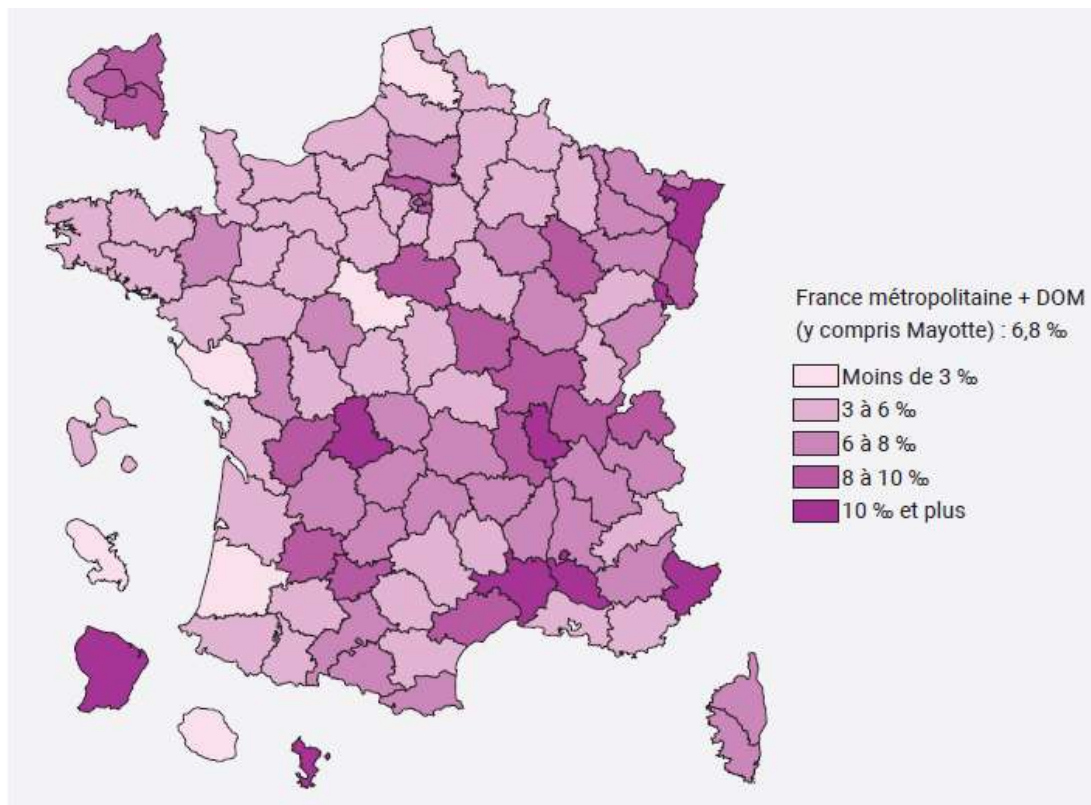 France métropolitaine + DOM
(y compris Mayotte) : 6,8 ‰
Moins de 3 ‰
3 à 6 ‰
6 à 8 ‰
8 à 10 ‰
10 ‰ et plus